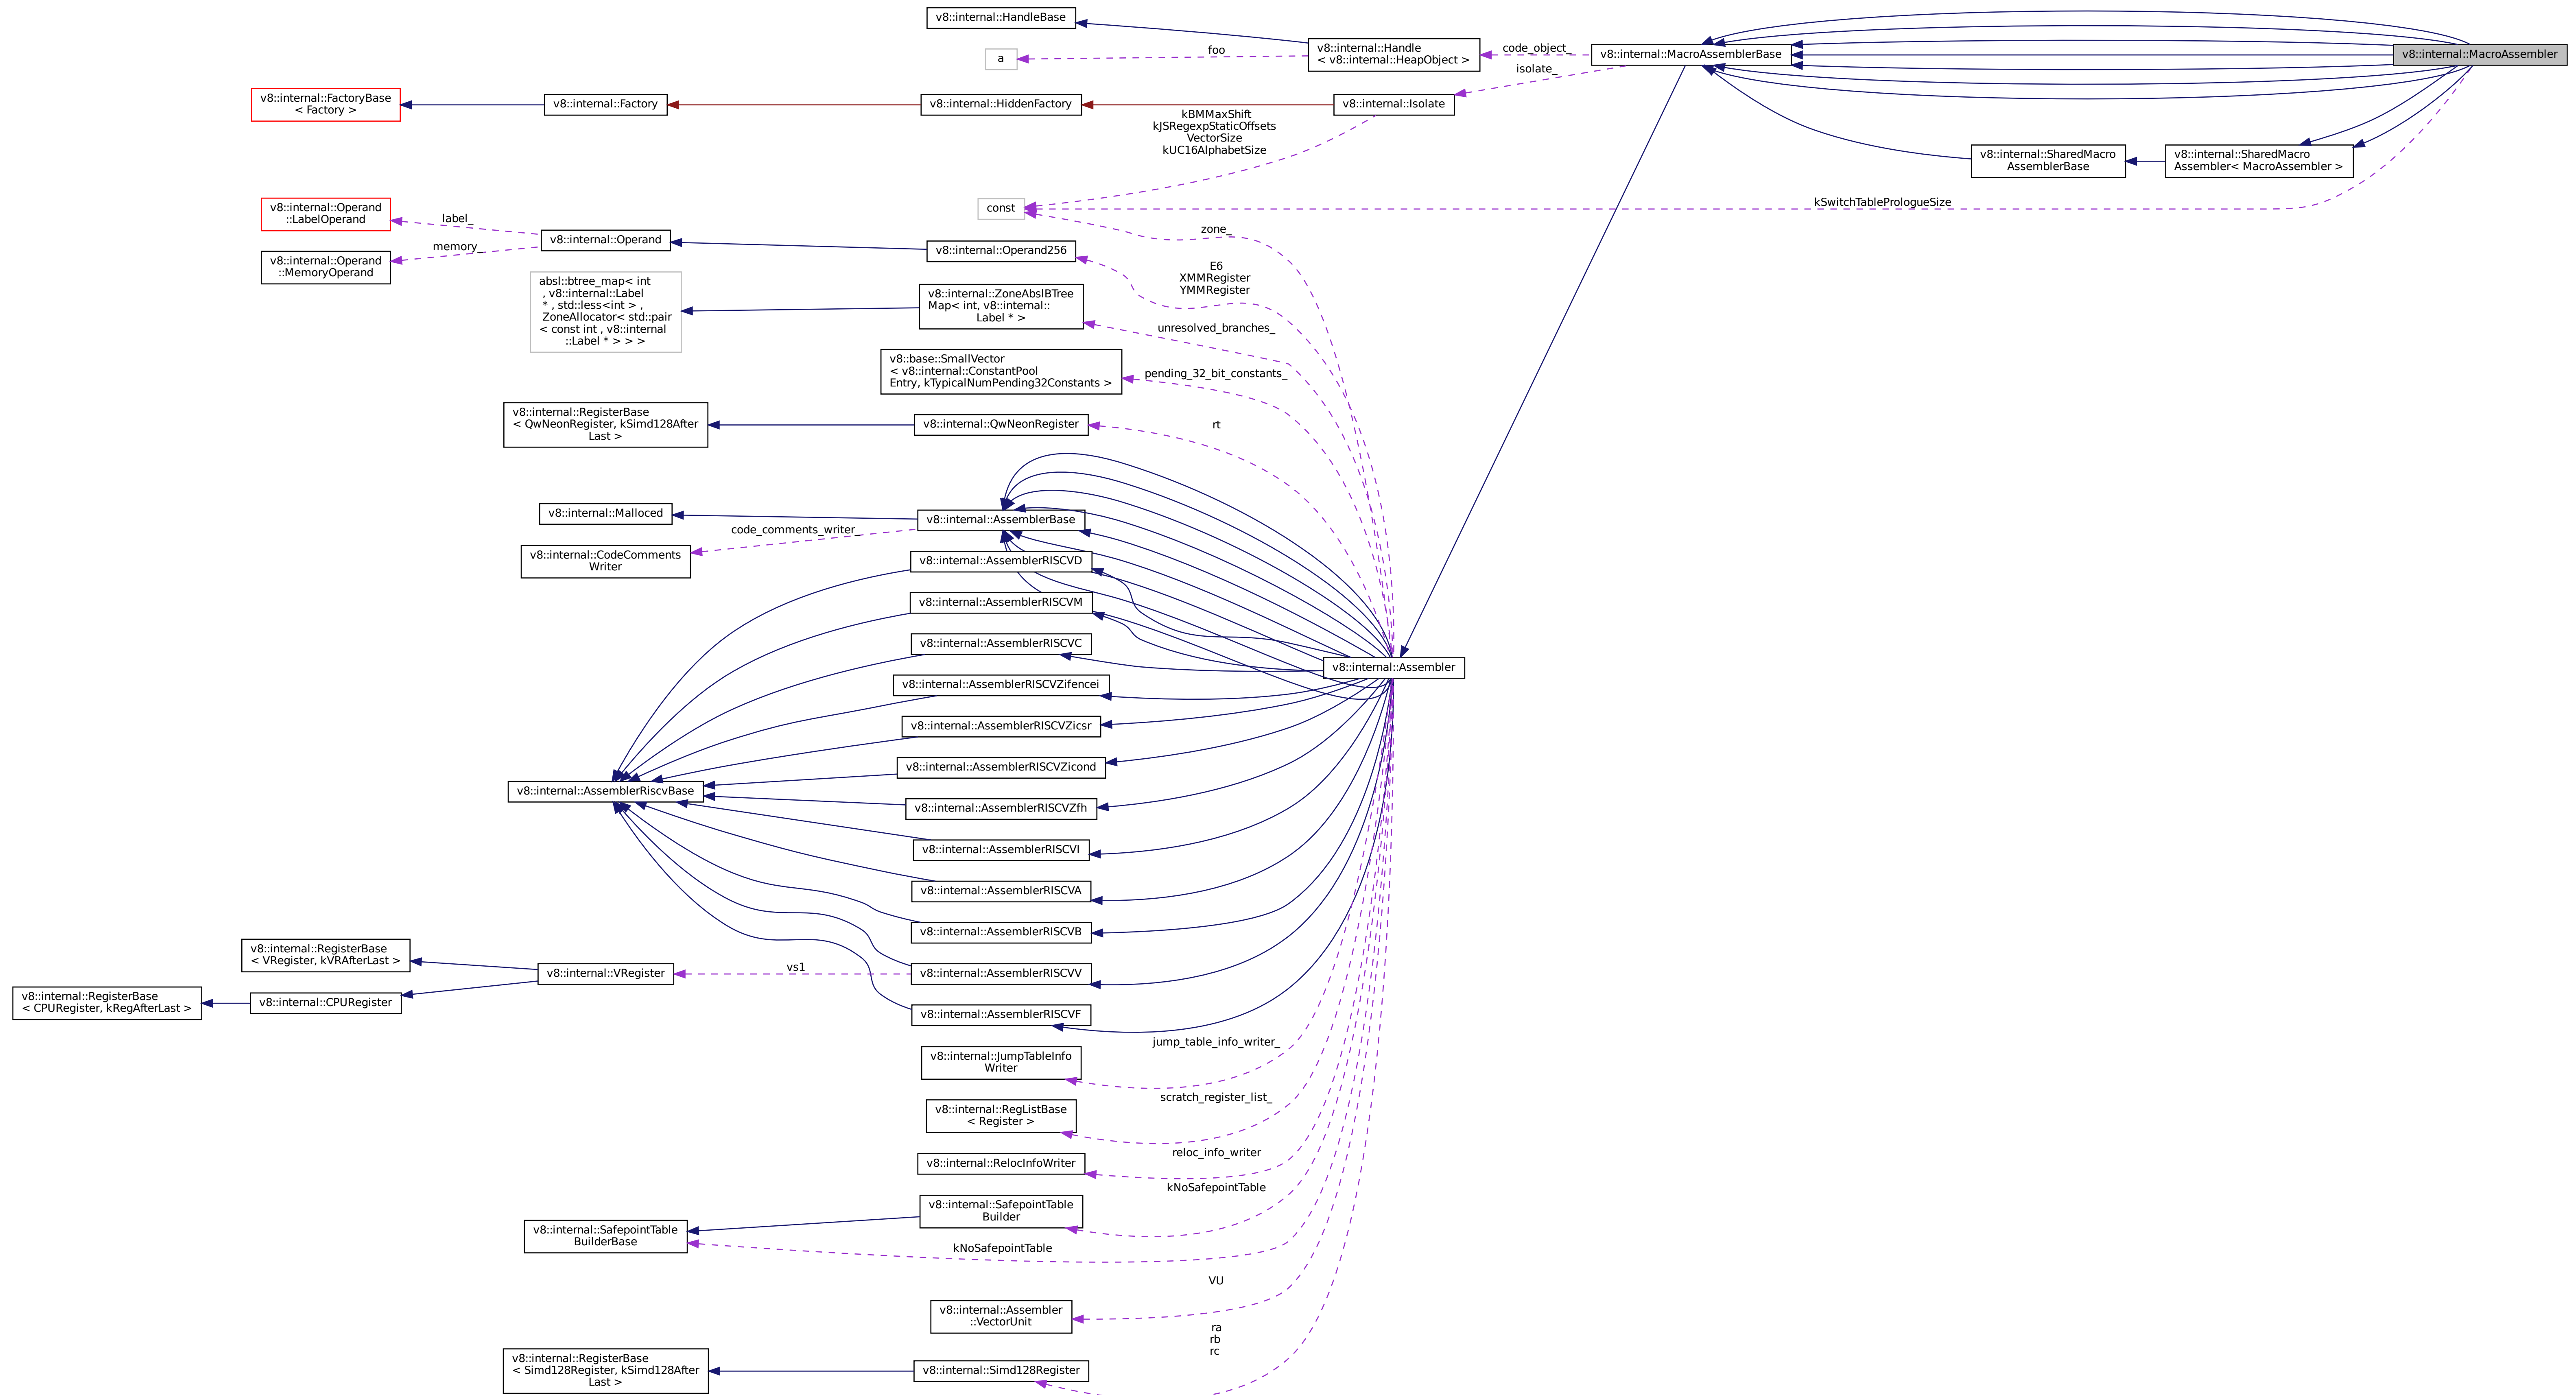 v8::internal::HandleBase
v8::internal::Handle
< v8::internal::HeapObject >
a
foo
code_object_
v8::internal::MacroAssemblerBase
v8::internal::MacroAssembler
isolate_
v8::internal::FactoryBase
< Factory >
v8::internal::Factory
v8::internal::HiddenFactory
v8::internal::Isolate
kBMMaxShift
kJSRegexpStaticOffsets
VectorSize
kUC16AlphabetSize
v8::internal::SharedMacro
AssemblerBase
v8::internal::SharedMacro
Assembler< MacroAssembler >
const
kSwitchTablePrologueSize
v8::internal::Operand
::LabelOperand
label_
zone_
v8::internal::Operand
memory_
v8::internal::Operand
::MemoryOperand
v8::internal::Operand256
E6
XMMRegister
YMMRegister
absl::btree_map< int
, v8::internal::Label
* , std::less<int > ,
ZoneAllocator< std::pair
< const int , v8::internal
::Label * > > >
v8::internal::ZoneAbslBTree
Map< int, v8::internal::
Label * >
unresolved_branches_
v8::base::SmallVector
< v8::internal::ConstantPool
Entry, kTypicalNumPending32Constants >
pending_32_bit_constants_
v8::internal::RegisterBase
< QwNeonRegister, kSimd128After
Last >
v8::internal::QwNeonRegister
rt
v8::internal::Malloced
v8::internal::AssemblerBase
code_comments_writer_
v8::internal::CodeComments
Writer
v8::internal::AssemblerRISCVD
v8::internal::AssemblerRISCVM
v8::internal::AssemblerRISCVC
v8::internal::Assembler
v8::internal::AssemblerRISCVZifencei
v8::internal::AssemblerRISCVZicsr
v8::internal::AssemblerRISCVZicond
v8::internal::AssemblerRiscvBase
v8::internal::AssemblerRISCVZfh
v8::internal::AssemblerRISCVI
v8::internal::AssemblerRISCVA
v8::internal::AssemblerRISCVB
v8::internal::RegisterBase
< VRegister, kVRAfterLast >
v8::internal::VRegister
vs1
v8::internal::AssemblerRISCVV
v8::internal::RegisterBase
< CPURegister, kRegAfterLast >
v8::internal::CPURegister
v8::internal::AssemblerRISCVF
jump_table_info_writer_
v8::internal::JumpTableInfo
Writer
scratch_register_list_
v8::internal::RegListBase
< Register >
reloc_info_writer
v8::internal::RelocInfoWriter
kNoSafepointTable
v8::internal::SafepointTable
Builder
v8::internal::SafepointTable
BuilderBase
kNoSafepointTable
VU
v8::internal::Assembler
::VectorUnit
ra
rb
rc
v8::internal::RegisterBase
< Simd128Register, kSimd128After
Last >
v8::internal::Simd128Register